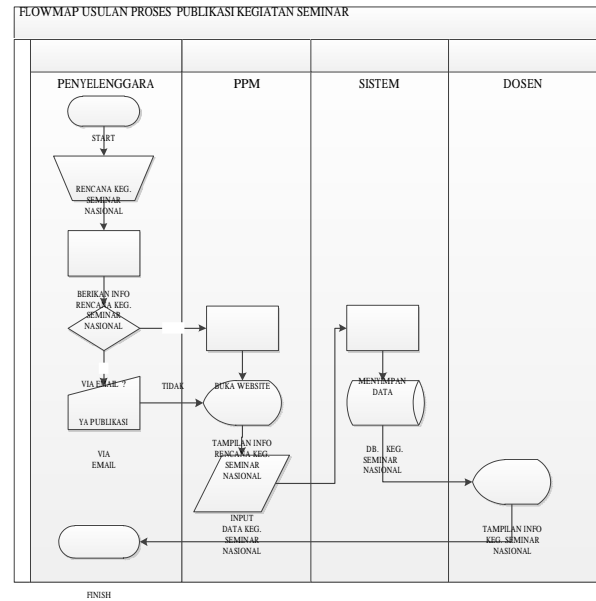 FLOWMAP USULAN PROSES PUBLIKASI KEGIATAN SEMINAR
PENYELENGGARA
PPM
SISTEM
DOSEN
START
RENCANA KEG.
SEMINAR
NASIONAL
BERIKAN INFO
RENCANA KEG.
SEMINAR
NASIONAL
VIA EMAIL ?
TIDAK
YA PUBLIKASI
VIA
EMAIL
BUKA WEBSITE
TAMPILAN INFO
RENCANA KEG.
SEMINAR
NASIONAL
INPUT
DATA KEG.
SEMINAR
NASIONAL
MENYIMPAN
DATA
DB. KEG.
SEMINAR
NASIONAL
TAMPILAN INFO
KEG. SEMINAR
NASIONAL
FINISH